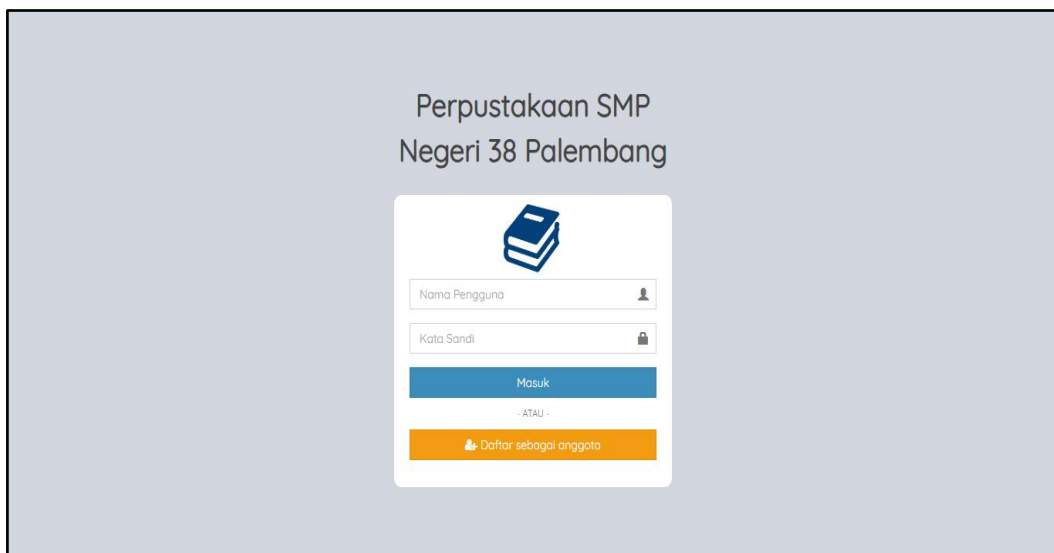 Perpustakaan SMP
Negeri 38 Palembang
Nama Pengguna
Kata Sandi
Masuk
- ATAU -
Daftar sebagai anggota